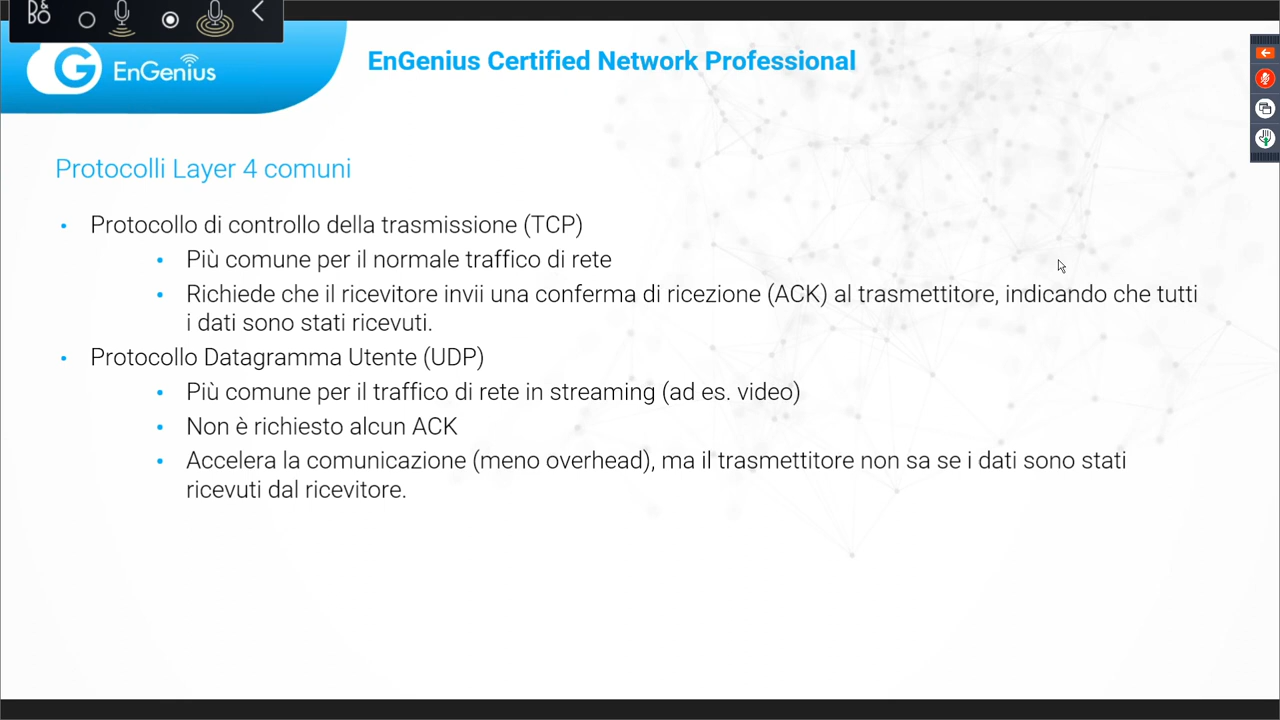 B&O
EnGenius
EnGenius Certified Network Professional
Protocolli Layer 4 comuni
• Protocollo di controllo della trasmissione (TCP)
• Più comune per il normale traffico di rete
• Richiede che il ricevitore invii una conferma di ricezione (ACK) al trasmettitore, indicando che tutti
i dati sono stati ricevuti.
• Protocollo Datagramma Utente (UDP)
• Più comune per il traffico di rete in streaming (ad es. video)
• Non è richiesto alcun ACK
• Accelera la comunicazione (meno overhead), ma il trasmettitore non sa se i dati sono stati
ricevuti dal ricevitore.